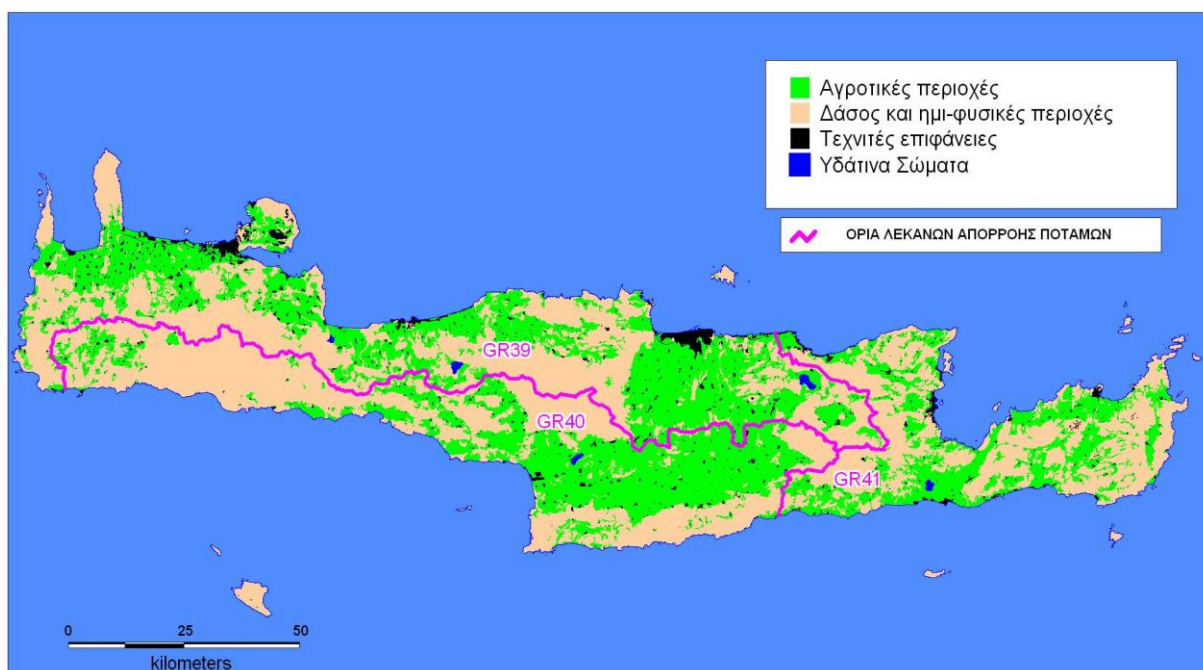 Αγροτικές περιοχές
Δάσος και ημι-φυσικές περιοχές
Τεχνιτές επιφάνειες
Υδάτινα Σώματα
ΟΡΙΑ ΛΕΚΑΝΩΝ ΑΠΟΡΡΟΗΣ ΠΟΤΑΜΩΝ
GR39
GR40
GR41
0 25 50
kilometers